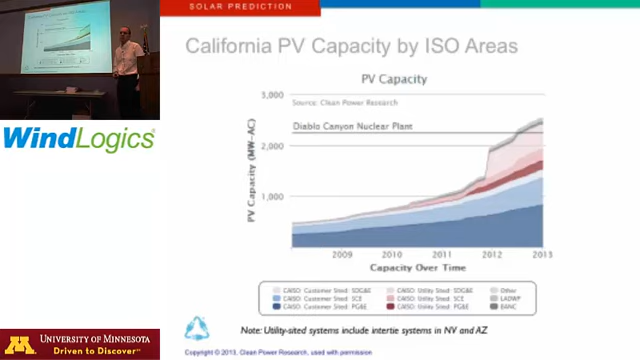 SOLAR PREDICTION
California PV Capacity by ISO Areas
WindLogics
UNIVERSITY OF MINNESOTA
Driven to Discover
PV Capacity
3,000
Source: Clean Power Research
Diablo Canyon Nuclear Plant
2,000
1,000
PV Capacity (MW-AC)
2009 2010 2011 2012 2013
Capacity Over Time
CAISO Customer Sited: SDG&E
CAISO Utility Sited: SDG&E
Other
CAISO Customer Sited: SCE
CAISO Utility Sited: SCE
LADWP
CAISO Customer Sited: PG&E
CAISO Utility Sited: PG&E
BANC
Note: Utility-sited systems include intertie systems in NV and AZ
Copyright © 2013, Clean Power Research, used with permission